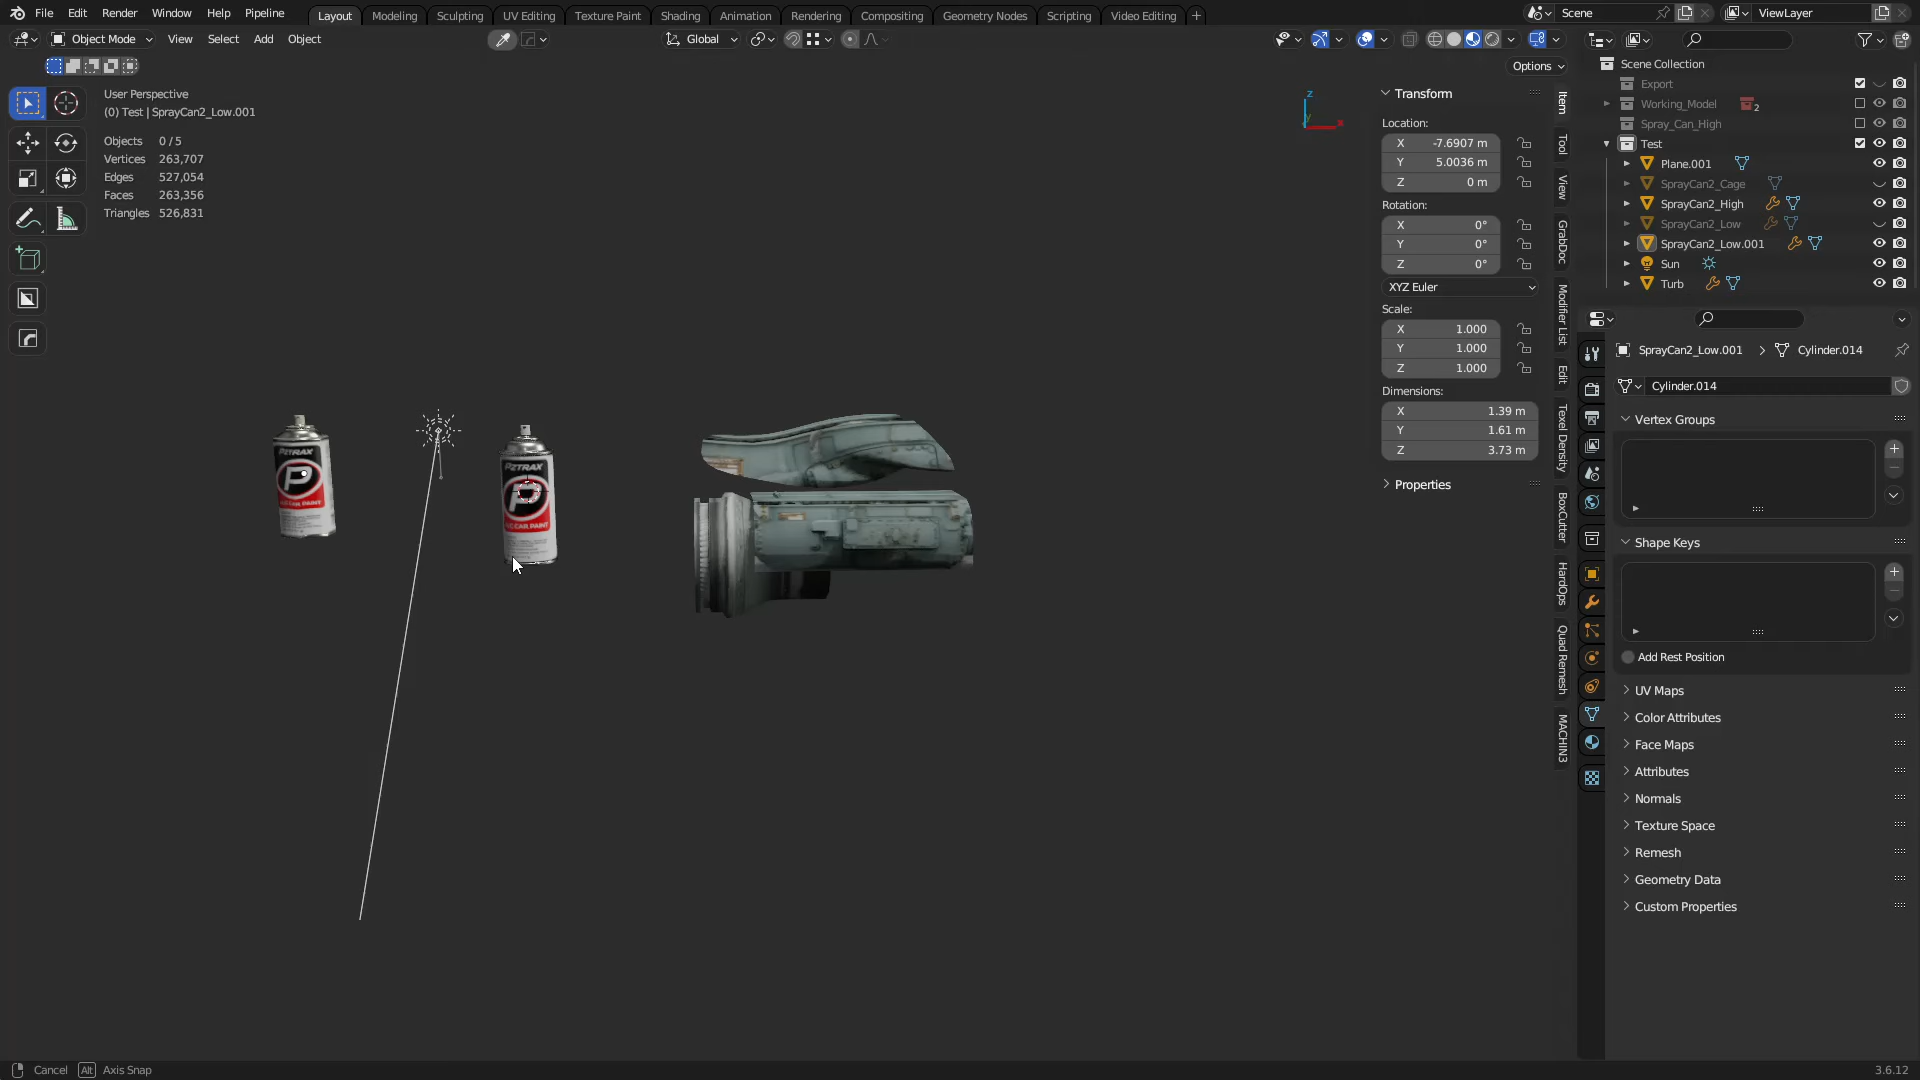 File Edit Render Window Help Pipeline Layout Modeling Sculpting UV Editing Texture Paint Shading Animation Rendering Compositing Geometry Nodes Scripting Video Editing + Scene ViewLayer
Object Mode View Select Add Object Global
Options
User Perspective
(0) Test | SprayCan2_Low.001
Objects 0/5
Vertices 263,707
Edges 527,054
Faces 263,356
Triangles 526,831
Z
PZTRAX
P
CAR PAINT
PZTRAX
P
CAR PAINT
Transform
Location:
X -7.6907 m
Y 5.0036 m
Z 0 m
Rotation:
X 0°
Y 0°
Z 0°
XYZ Euler
Scale:
X 1.000
Y 1.000
Z 1.000
Dimensions:
X 1.39 m
Y 1.61 m
Z 3.73 m
Properties
Item
Tool
View
GrabDoc
Modifier List
Edit
Texel Density
BoxCutter
HardOps
Quad Remesh
MACHIN3
Scene Collection
Export
Working_Model 2
Spray_Can_High
Test
Plane.001
SprayCan2_Cage
SprayCan2_High
SprayCan2_Low
SprayCan2_Low.001
Sun
Turb
SprayCan2_Low.001 > Cylinder.014
Cylinder.014
Vertex Groups
Shape Keys
Add Rest Position
UV Maps
Color Attributes
Face Maps
Attributes
Normals
Texture Space
Remesh
Geometry Data
Custom Properties
Cancel Alt Axis Snap 3.6.12